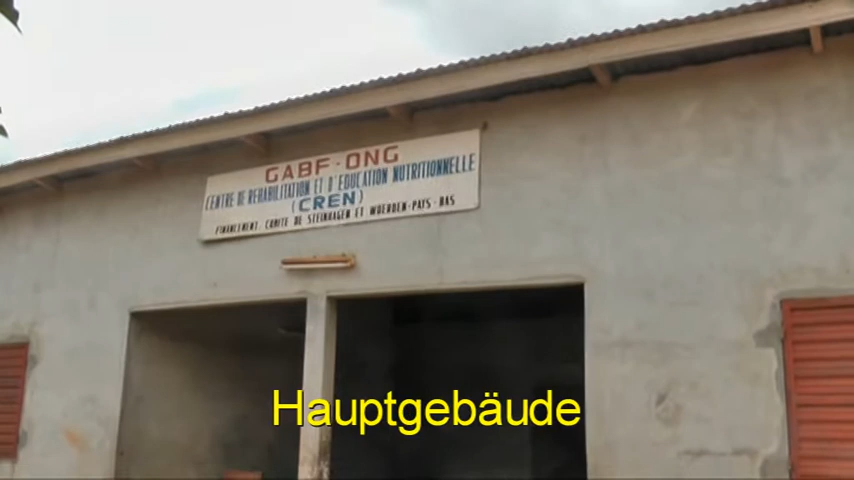 GABF - ONG
CENTRE DE REHABILITATION ET D'EDUCATION NUTRITIONNELLE
(CREN)
FINANCEMENT: COMITE DE STEINHAGEN ET WOERDEN-PAYS-BAS
Hauptgebäude